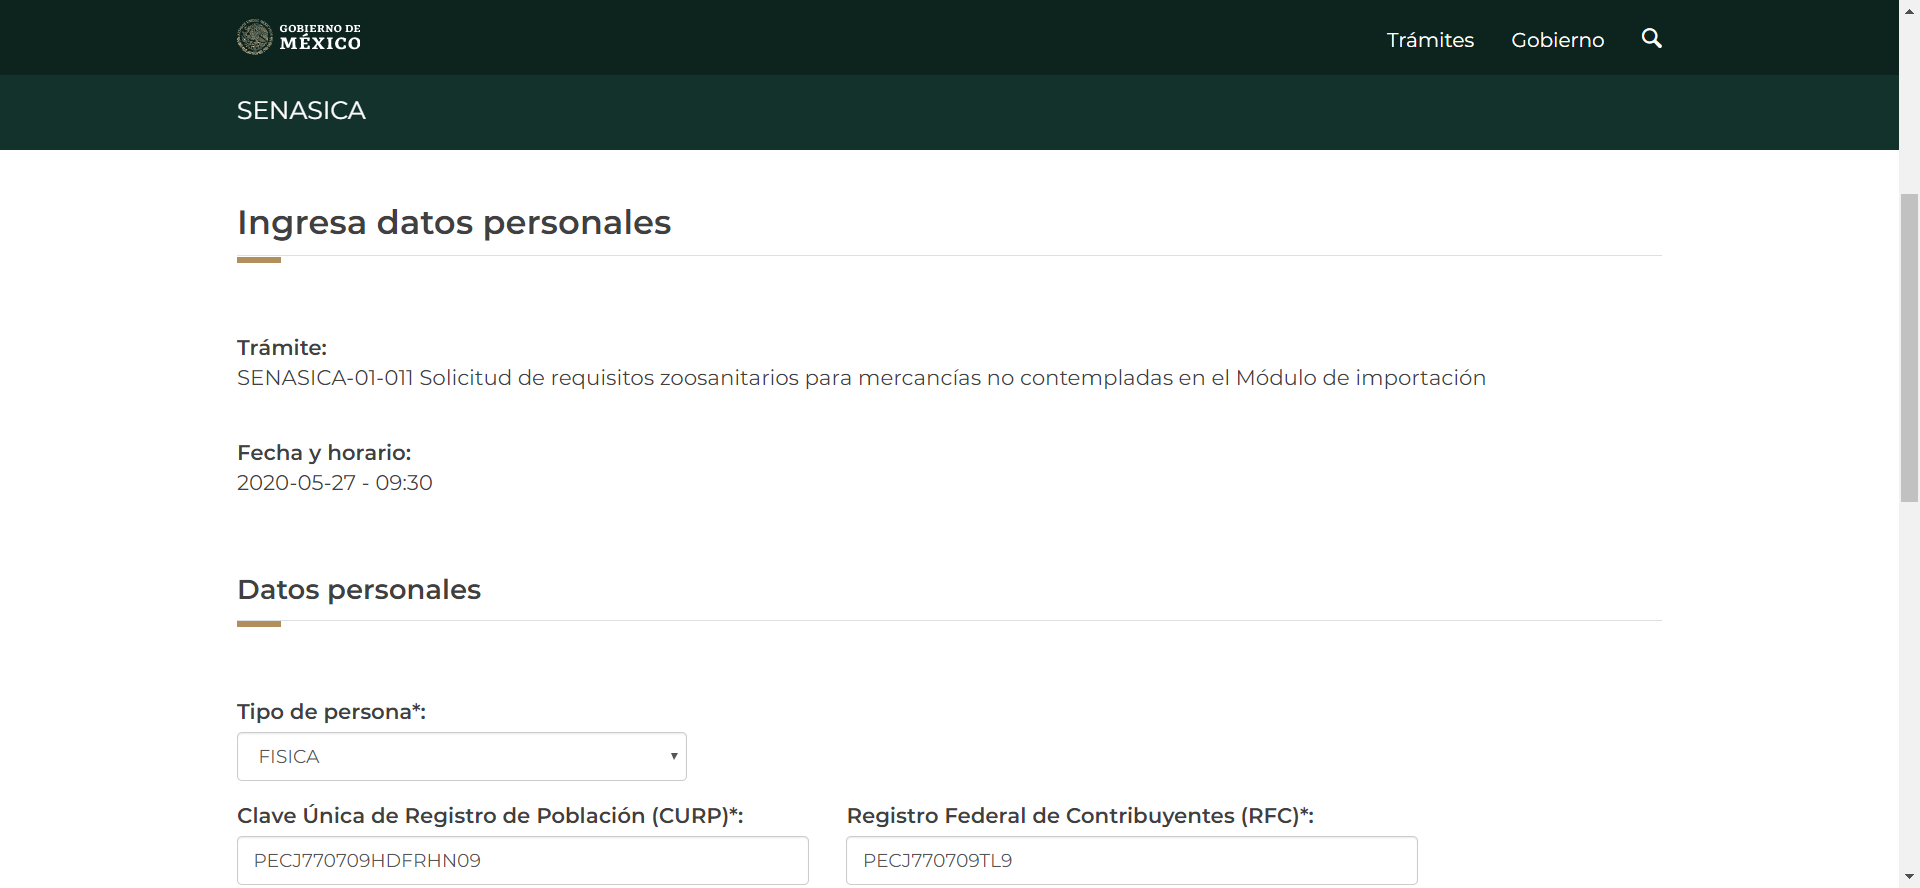 GOBIERNO DE
MÉXICO
Trámites
Gobierno
SENASICA
Ingresa datos personales
Trámite:
SENASICA-01-011 Solicitud de requisitos zoosanitarios para mercancías no contempladas en el Módulo de importación
Fecha y horario:
2020-05-27 - 09:30
Datos personales
Tipo de persona*:
FISICA
Clave Única de Registro de Población (CURP)*:
Registro Federal de Contribuyentes (RFC)*:
PECJ770709HDFRHN09
PECJ770709TL9